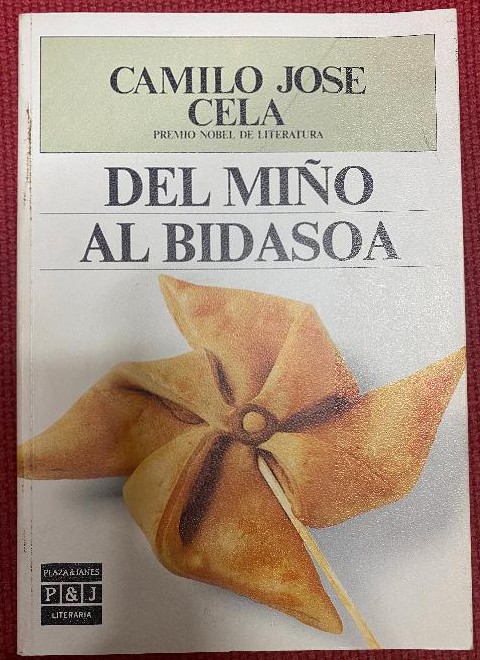 CAMILO JOSE
CELA
PREMIO NOBEL DE LITERATURA
DEL MIÑO
AL BIDASOA
PLAZA & JANES
P & J
LITERARIA